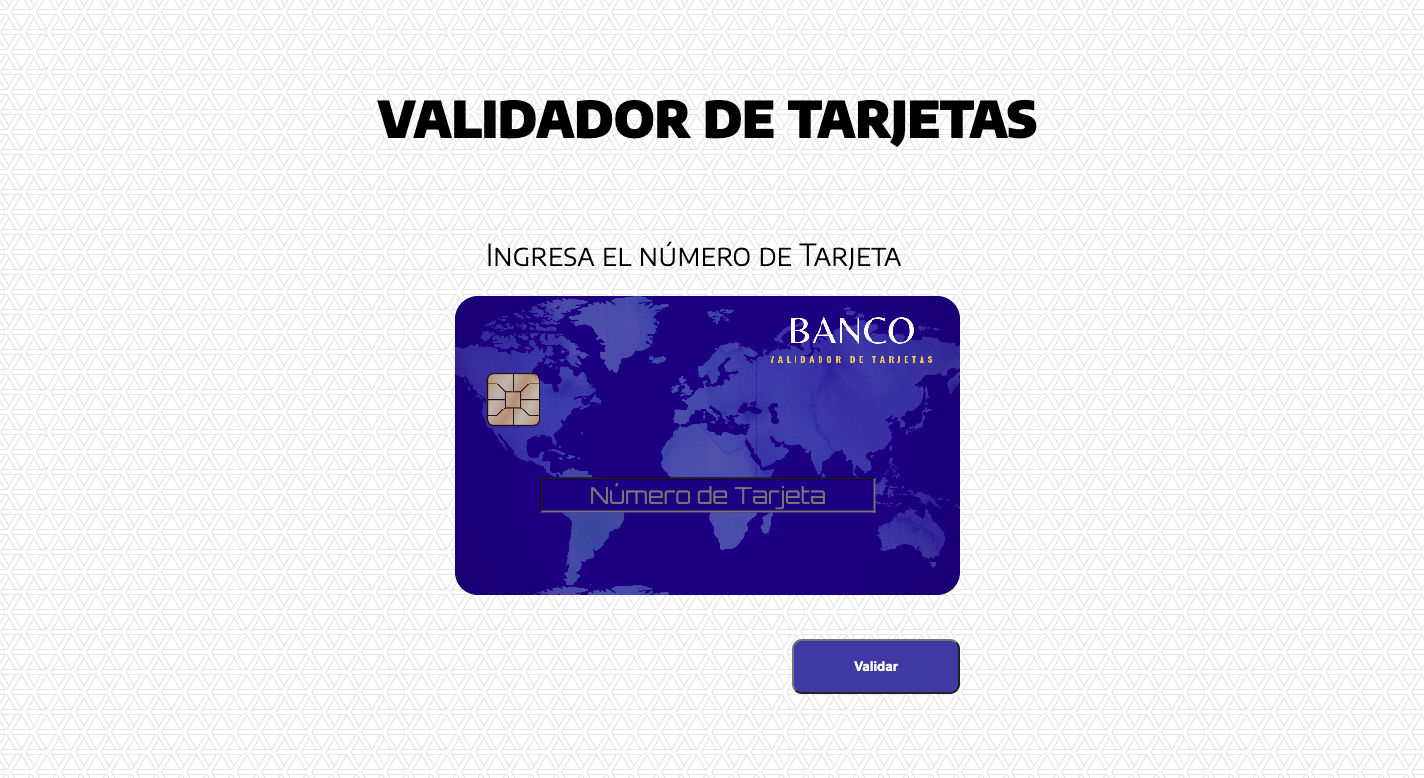 VALIDADOR DE TARJETAS
Ingresa el número de Tarjeta
BANCO
VALIDADOR DE TARJETAS
Número de Tarjeta
Validar